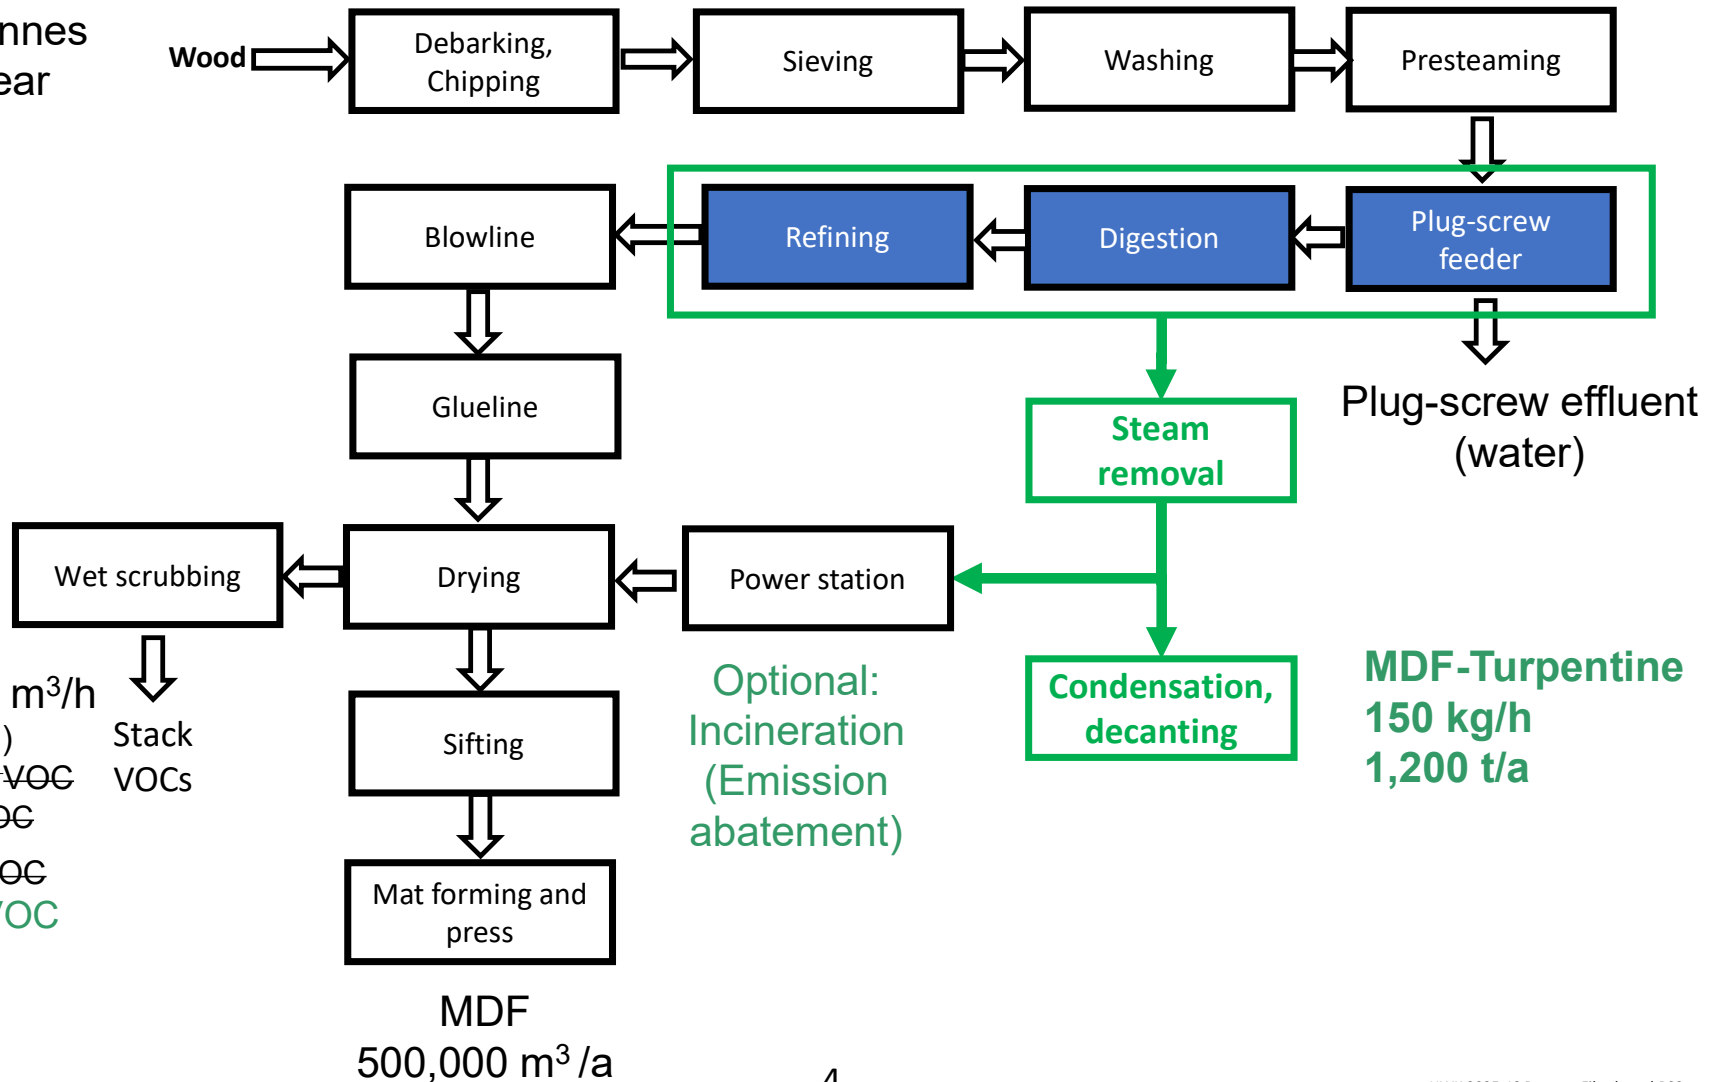 Wood
Debarking,
Chipping
Sieving
Washing
Presteaming
Plug-screw
feeder
Digestion
Refining
Blowline
Plug-screw effluent
(water)
Glueline
Steam
removal
Wet scrubbing
Drying
Power station
m³/h
)
VOC
Stack
VOCs
Sifting
Optional:
Incineration
(Emission
abatement)
Condensation,
decanting
MDF-Turpentine
150 kg/h
1,200 t/a
Mat forming and
press
MDF
500,000 m³ /a